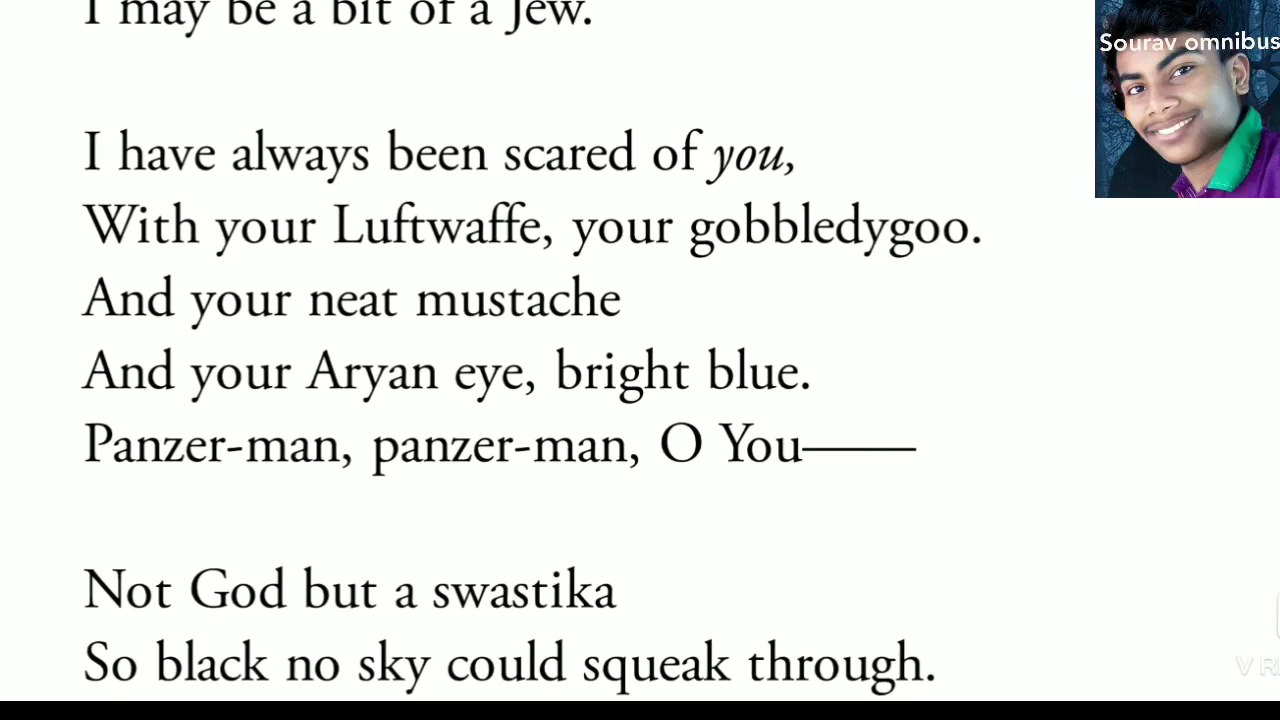 I may be a bit of a Jew.
Sourav omnibus
I have always been scared of you,
With your Luftwaffe, your gobbledygoo.
And your neat mustache
And your Aryan eye, bright blue.
Panzer-man, panzer-man, O You——
Not God but a swastika
So black no sky could squeak through.